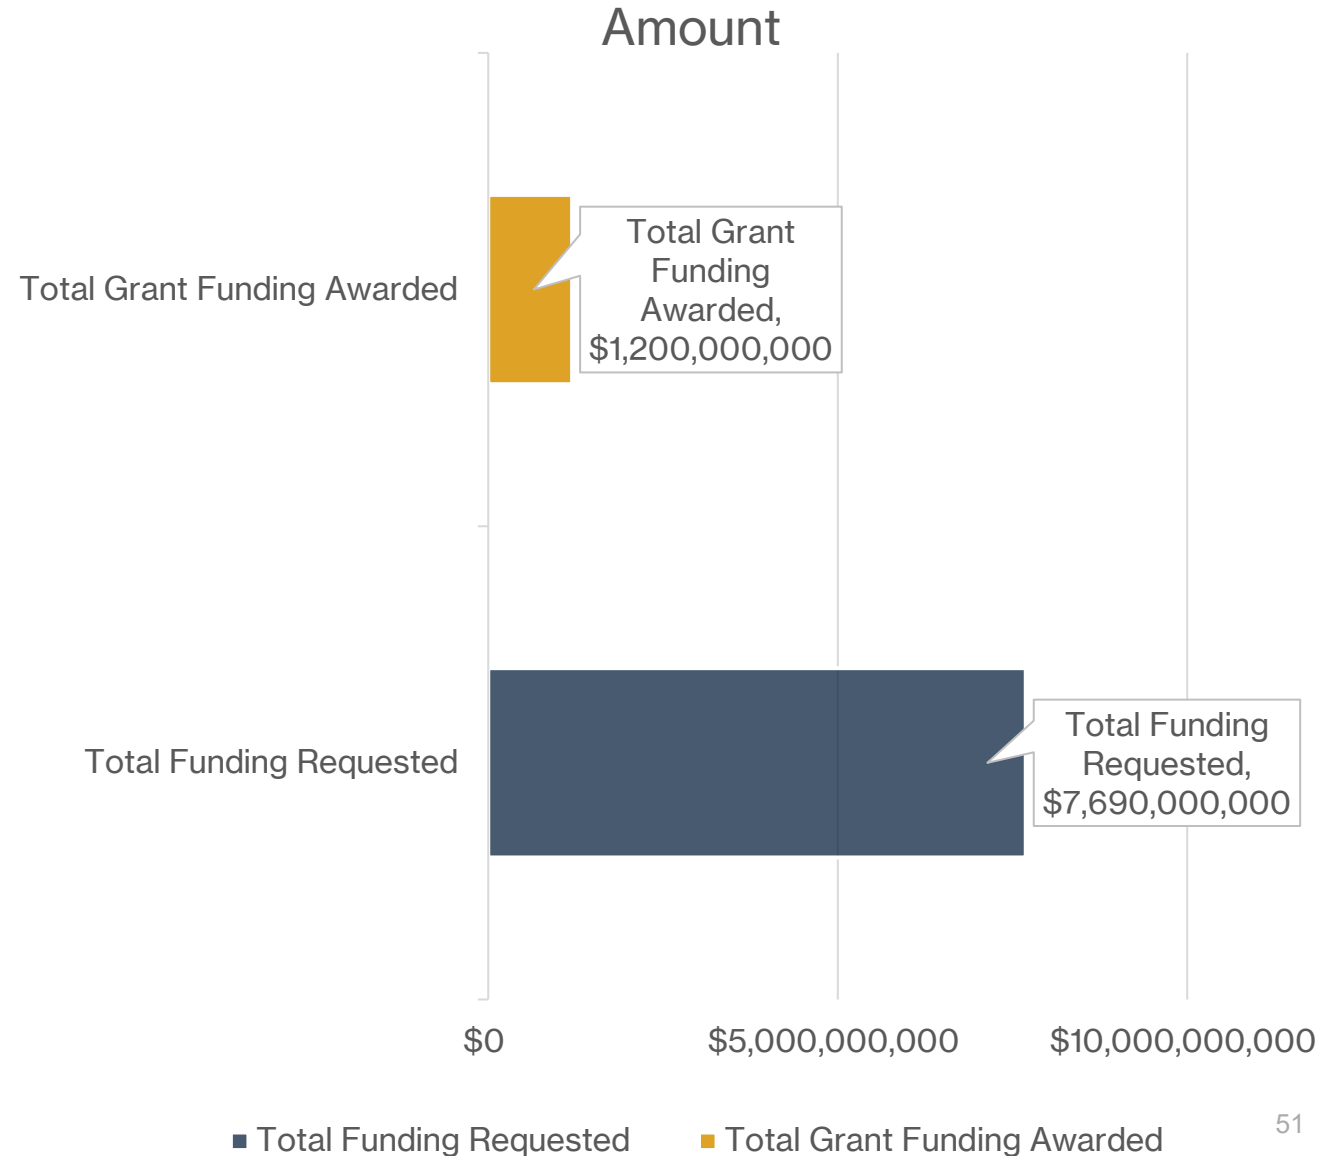 Amount
Total Grant Funding Awarded
Total Grant
Funding
Awarded,
$1,200,000,000
Total Funding Requested
Total Funding
Requested,
$7,690,000,000
$0
$5,000,000,000
$10,000,000,000
Total Funding Requested
Total Grant Funding Awarded
51